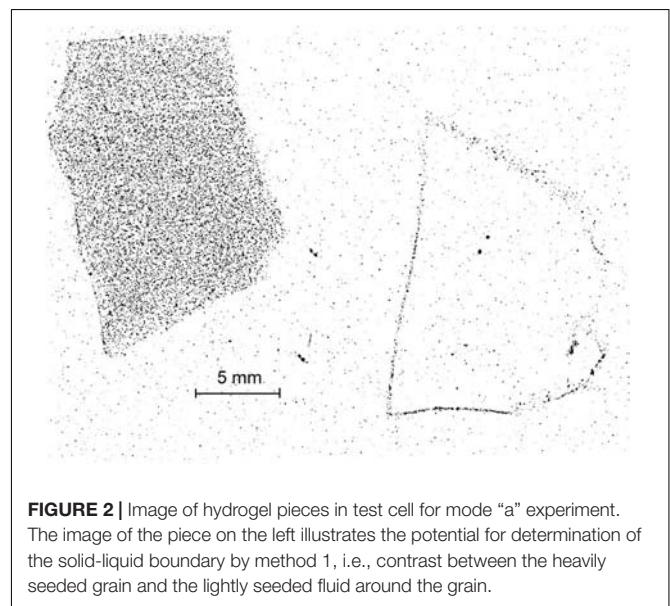 5 mm
FIGURE 2 | Image of hydrogel pieces in test cell for mode “a” experiment.
The image of the piece on the left illustrates the potential for determination of
the solid-liquid boundary by method 1, i.e., contrast between the heavily
seeded grain and the lightly seeded fluid around the grain.